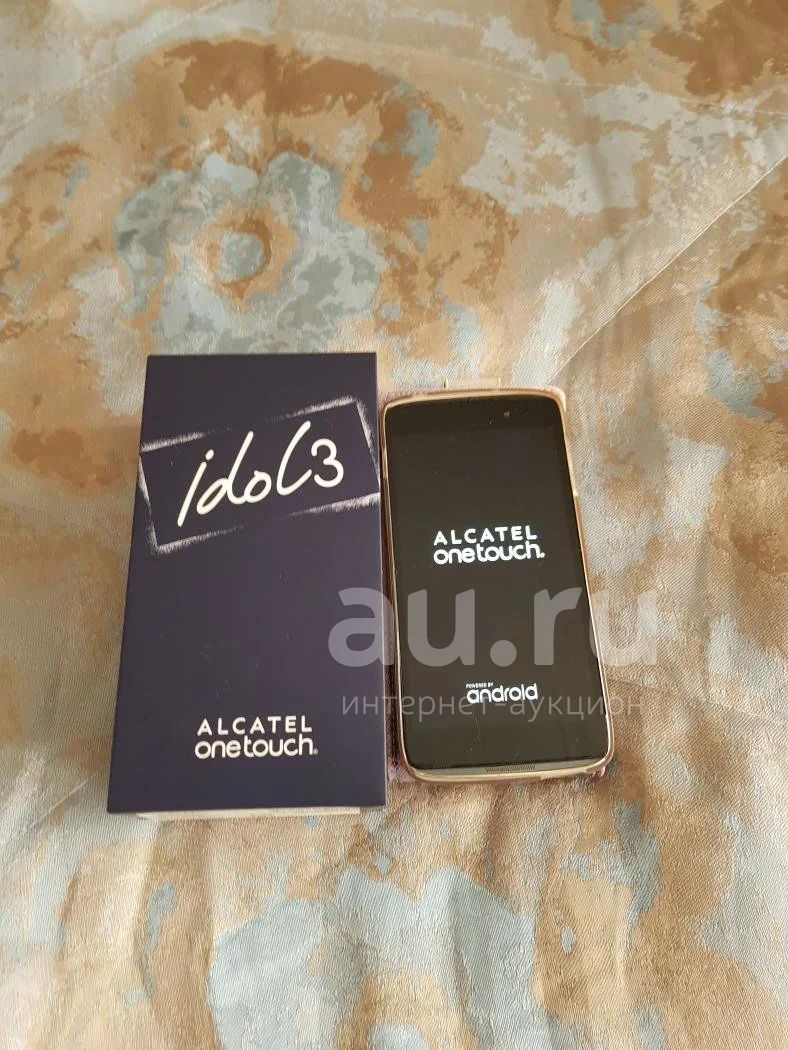 idol3
ALCATEL
onetouch.
ALCATEL
onetouch.
POWERED BY
android
au.ru
интернет-аукцион